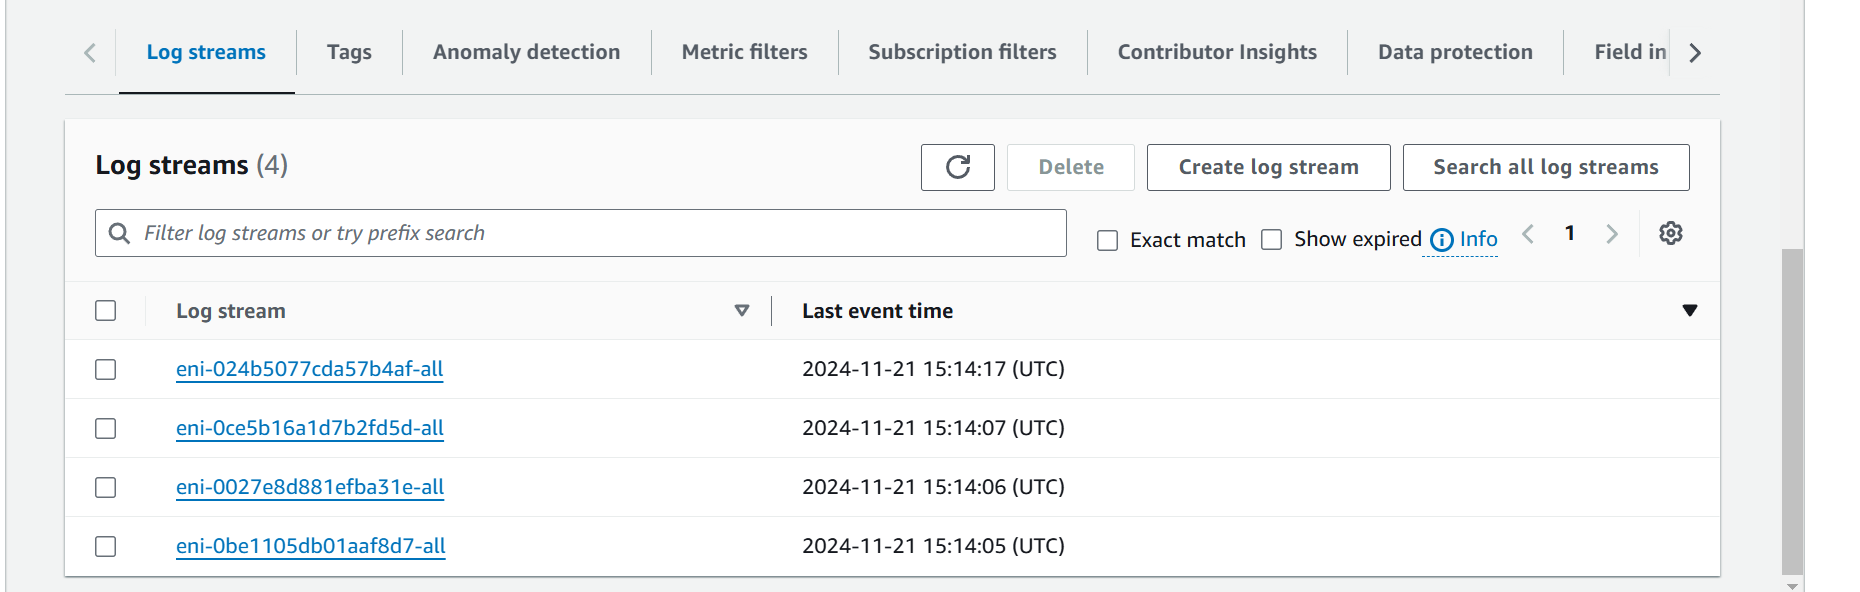 Log streams
Tags
Anomaly detection
Metric filters
Subscription filters
Contributor Insights
Data protection
Field in
Log streams (4)
Delete
Create log stream
Search all log streams
Filter log streams or try prefix search
Exact match
Show expired
Info
1
Log stream
Last event time
eni-024b5077cda57b4af-all
2024-11-21 15:14:17 (UTC)
eni-0ce5b16a1d7b2fd5d-all
2024-11-21 15:14:07 (UTC)
eni-0027e8d881efba31e-all
2024-11-21 15:14:06 (UTC)
eni-0be1105db01aaf8d7-all
2024-11-21 15:14:05 (UTC)